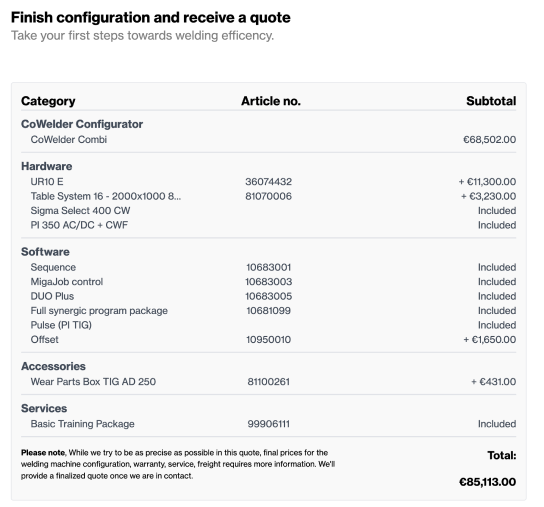 Finish configuration and receive a quote
Take your first steps towards welding efficency.
Category Article no. Subtotal
CoWelder Configurator
CoWelder Combi €68,502.00
Hardware
UR10 E 36074432 + €11,300.00
Table System 16 - 2000x1000 8... 81070006 + €3,230.00
Sigma Select 400 CW Included
PI 350 AC/DC + CWF Included
Software
Sequence 10683001 Included
MigaJob control 10683003 Included
DUO Plus 10683005 Included
Full synergic program package 10681099 Included
Pulse (PI TIG) Included
Offset 10950010 + €1,650.00
Accessories
Wear Parts Box TIG AD 250 81100261 + €431.00
Services
Basic Training Package 99906111 Included
Please note, While we try to be as precise as possible in this quote, final prices for the
welding machine configuration, warranty, service, freight requires more information. We'll
provide a finalized quote once we are in contact.
Total:
€85,113.00